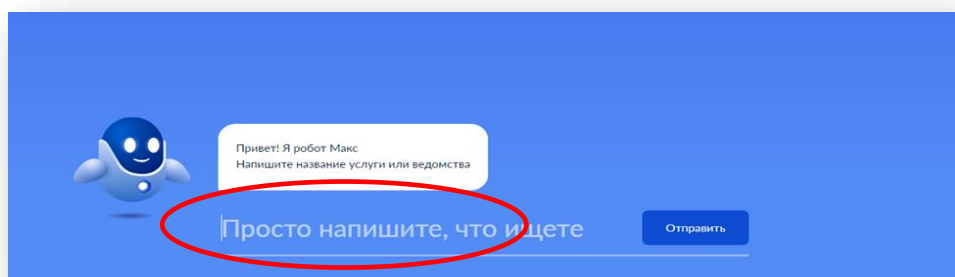 Привет! Я робот Макс
Напишите название услуги или ведомства
Просто напишите, что ищете
Отправить